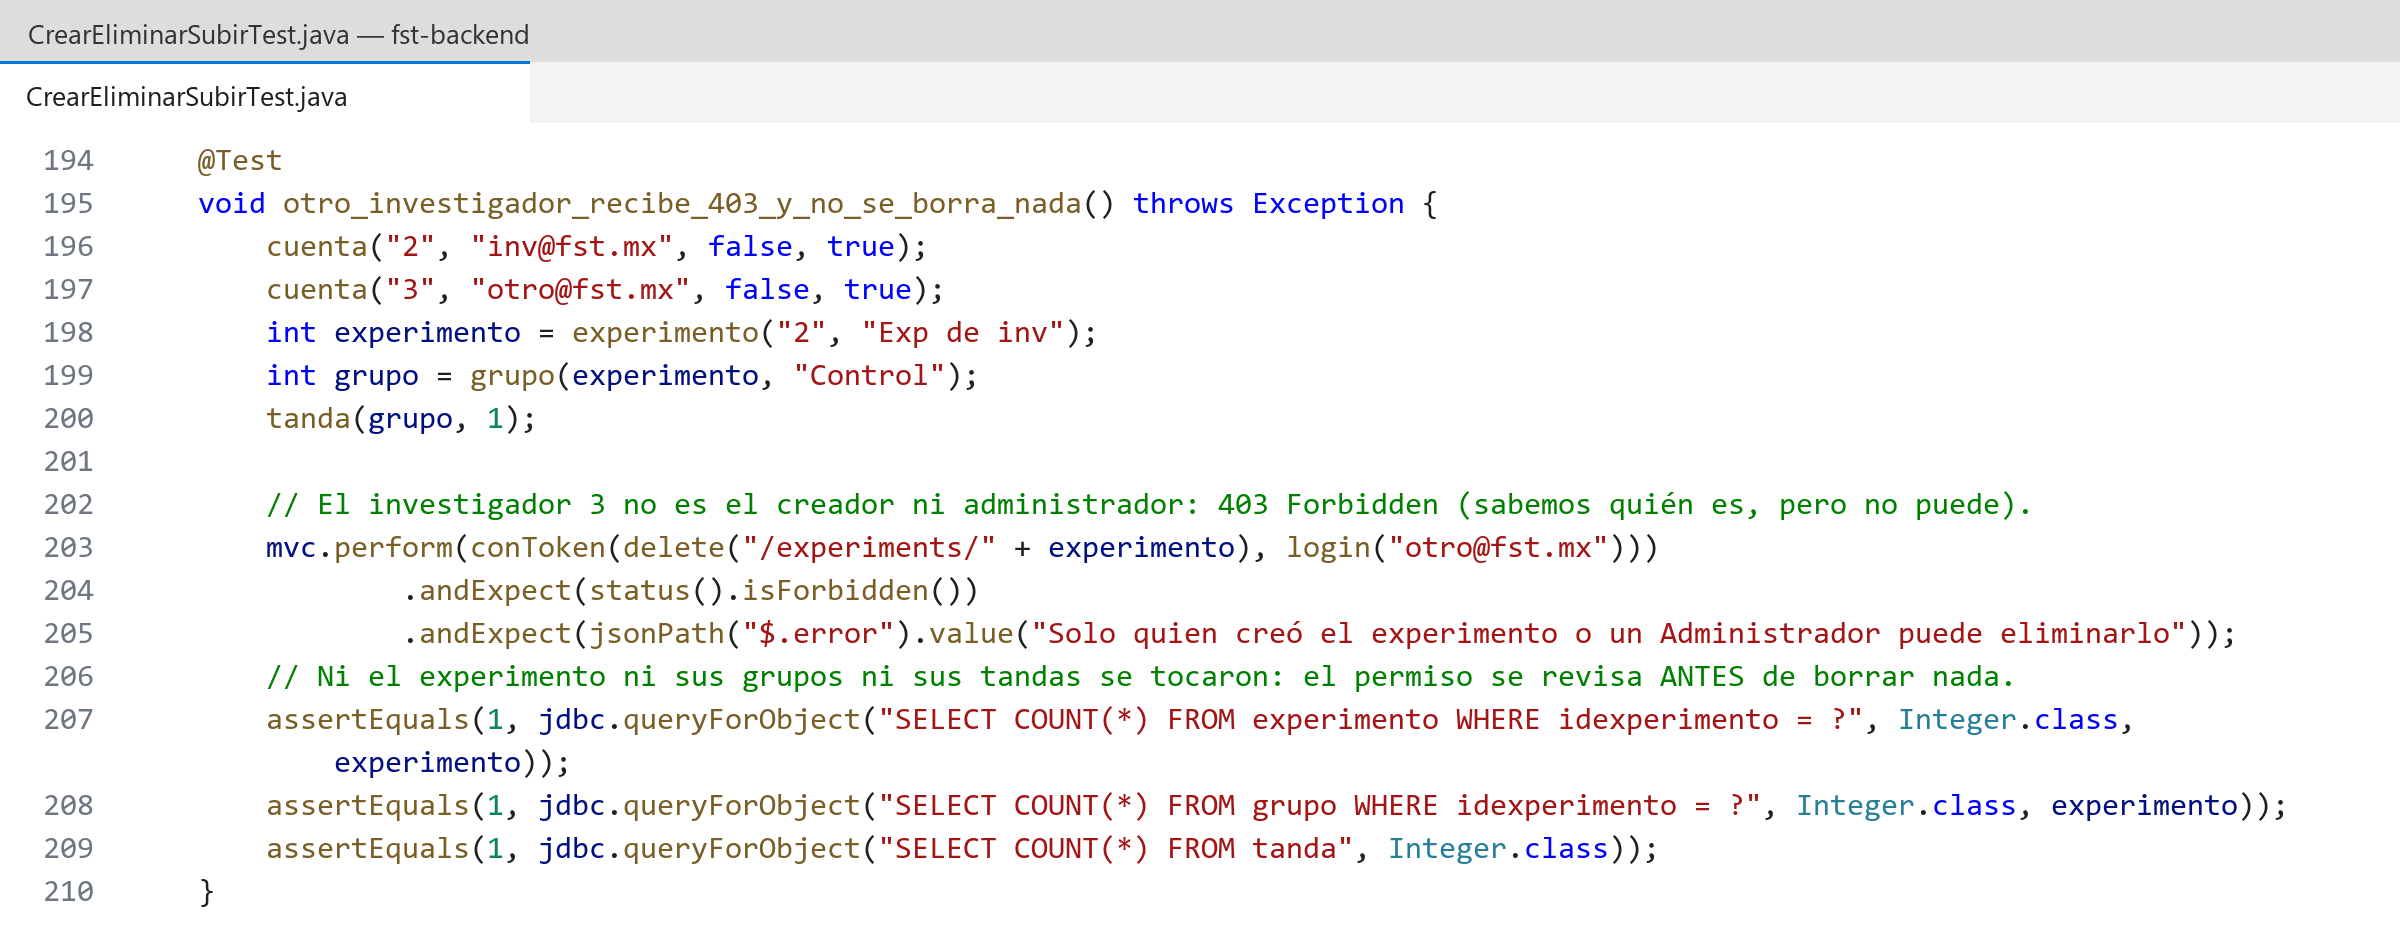 CrearEliminarSubirTest.java — fst-backend
CrearEliminarSubirTest.java
194 @Test
195 void otro_investigador_recibe_403_y_no_se_borra_nada() throws Exception {
196 cuenta("2", "inv@fst.mx", false, true);
197 cuenta("3", "otro@fst.mx", false, true);
198 int experimento = experimento("2", "Exp de inv");
199 int grupo = grupo(experimento, "Control");
200 tanda(grupo, 1);
201
202 // El investigador 3 no es el creador ni administrador: 403 Forbidden (sabemos quién es, pero no puede).
203 mvc.perform(conToken(delete("/experiments/" + experimento), login("otro@fst.mx")))
204 .andExpect(status().isForbidden())
205 .andExpect(jsonPath("$.error").value("Solo quien creó el experimento o un Administrador puede eliminarlo"));
206 // Ni el experimento ni sus grupos ni sus tandas se tocaron: el permiso se revisa ANTES de borrar nada.
207 assertEquals(1, jdbc.queryForObject("SELECT COUNT(*) FROM experimento WHERE idexperimento = ?", Integer.class,
experimento));
208 assertEquals(1, jdbc.queryForObject("SELECT COUNT(*) FROM grupo WHERE idexperimento = ?", Integer.class, experimento));
209 assertEquals(1, jdbc.queryForObject("SELECT COUNT(*) FROM tanda", Integer.class));
210 }